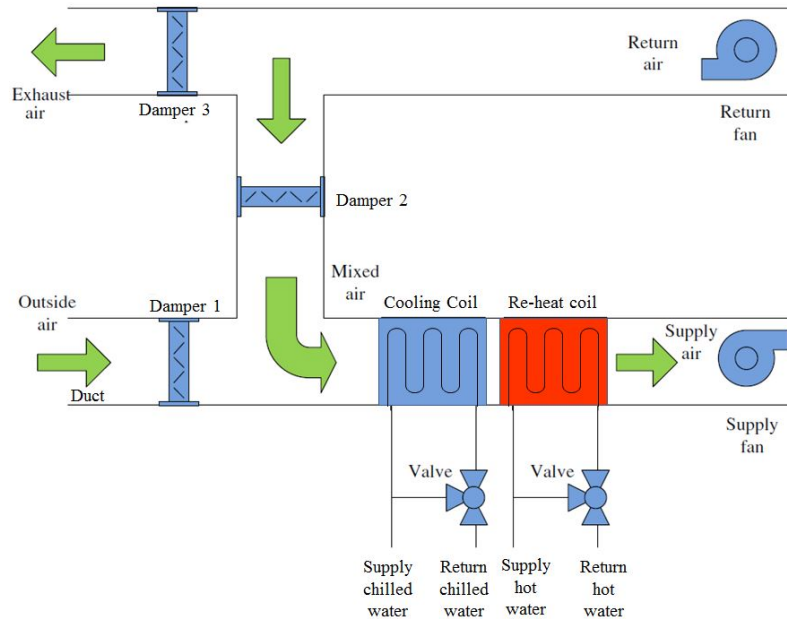 Return
air
Exhaust
air
Damper 3
Return
fan
Damper 2
Mixed
air
Outside
air
Damper 1
Cooling Coil
Re-heat coil
Supply
air
Duct
Supply
fan
Valve
Valve
Supply
chilled
water
Return
chilled
water
Supply
hot
water
Return
hot
water